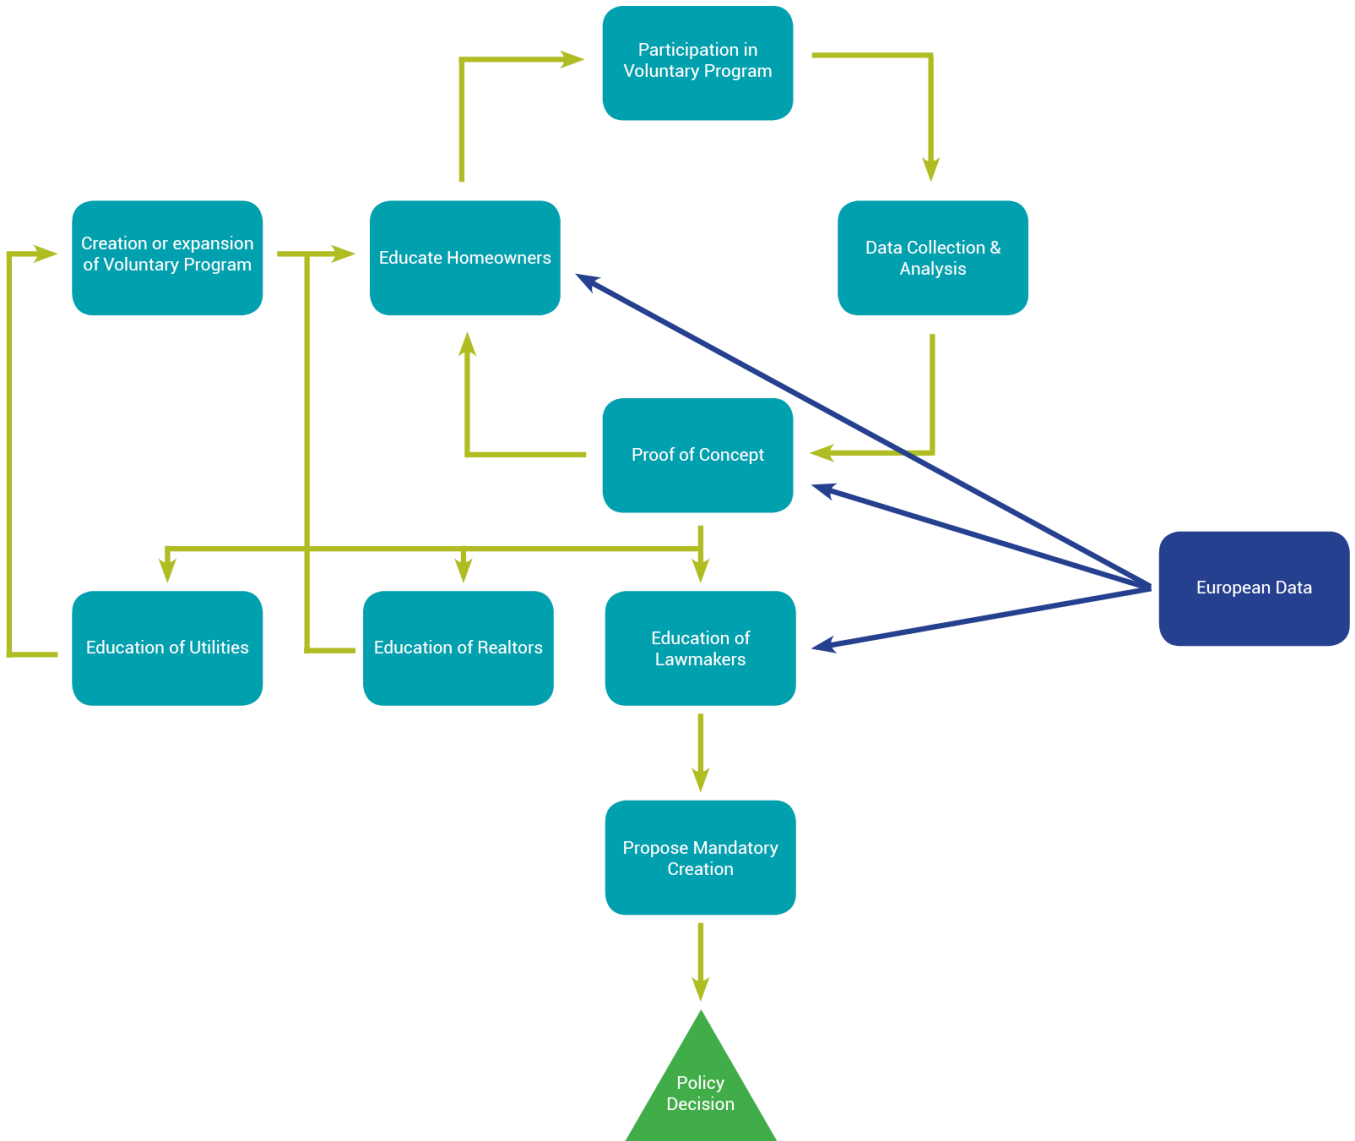 Participation in
Voluntary Program
Creation or expansion
of Voluntary Program
Educate Homeowners
Data Collection &
Analysis
Proof of Concept
European Data
Education of Utilities
Education of Realtors
Education of
Lawmakers
Propose Mandatory
Creation
Policy
Decision